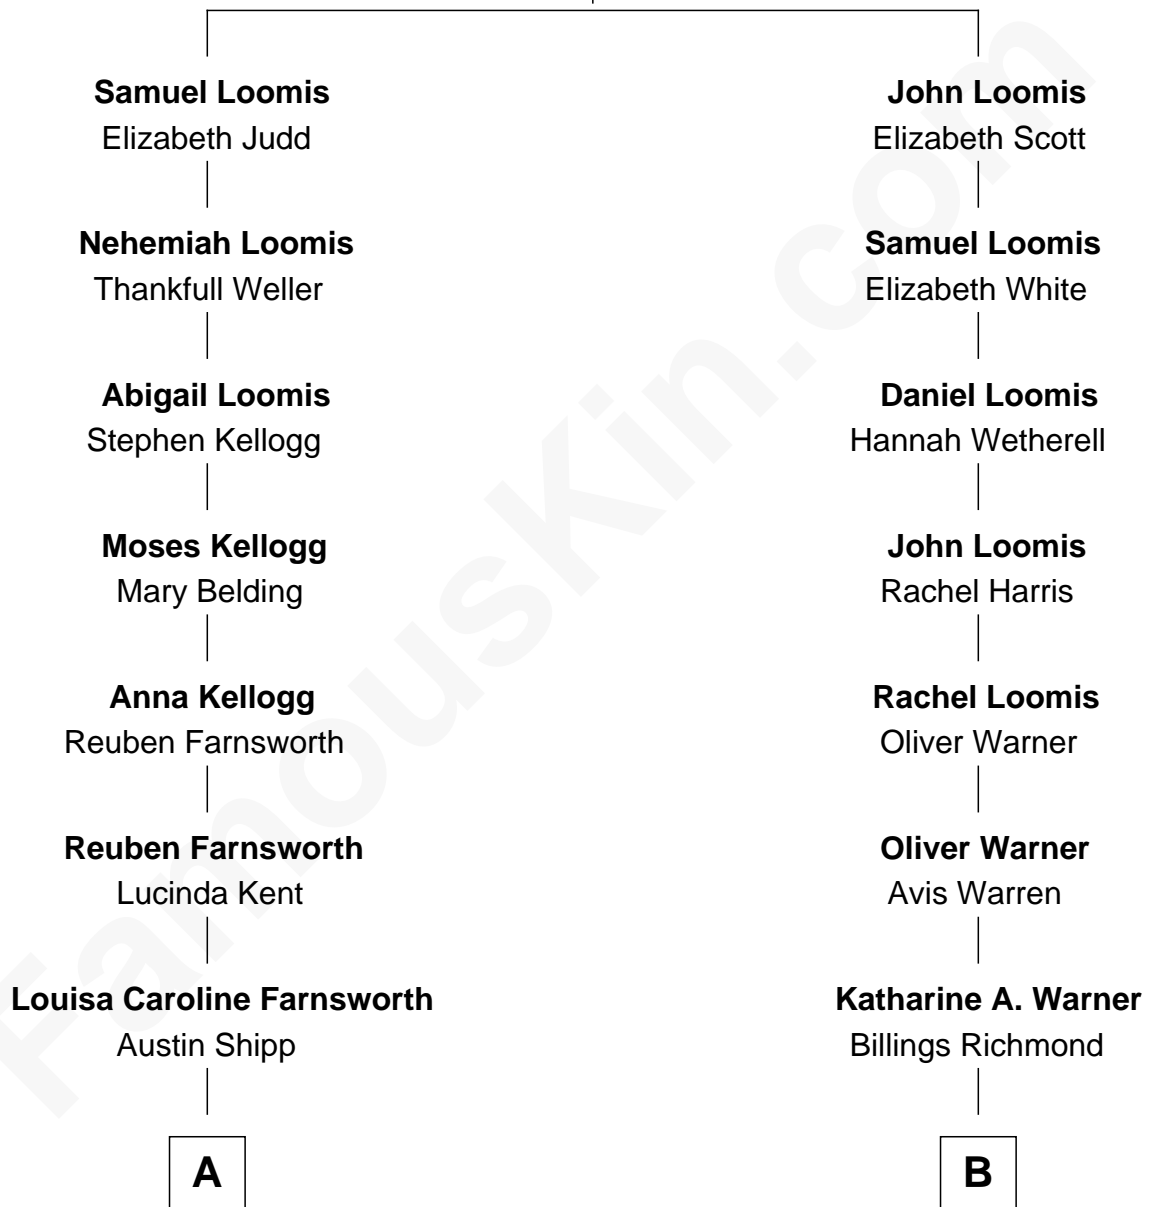 Samuel Loomis
Elizabeth Judd
John Loomis
Elizabeth Scott
Nehemiah Loomis
Thankfull Weller
Samuel Loomis
Elizabeth White
Abigail Loomis
Stephen Kellogg
Daniel Loomis
Hannah Wetherell
Moses Kellogg
Mary Belding
John Loomis
Rachel Harris
Anna Kellogg
Reuben Farnsworth
Rachel Loomis
Oliver Warner
Reuben Farnsworth
Lucinda Kent
Oliver Warner
Avis Warren
Louisa Caroline Farnsworth
Austin Shipp
Katharine A. Warner
Billings Richmond
A
B
FamousKin.com